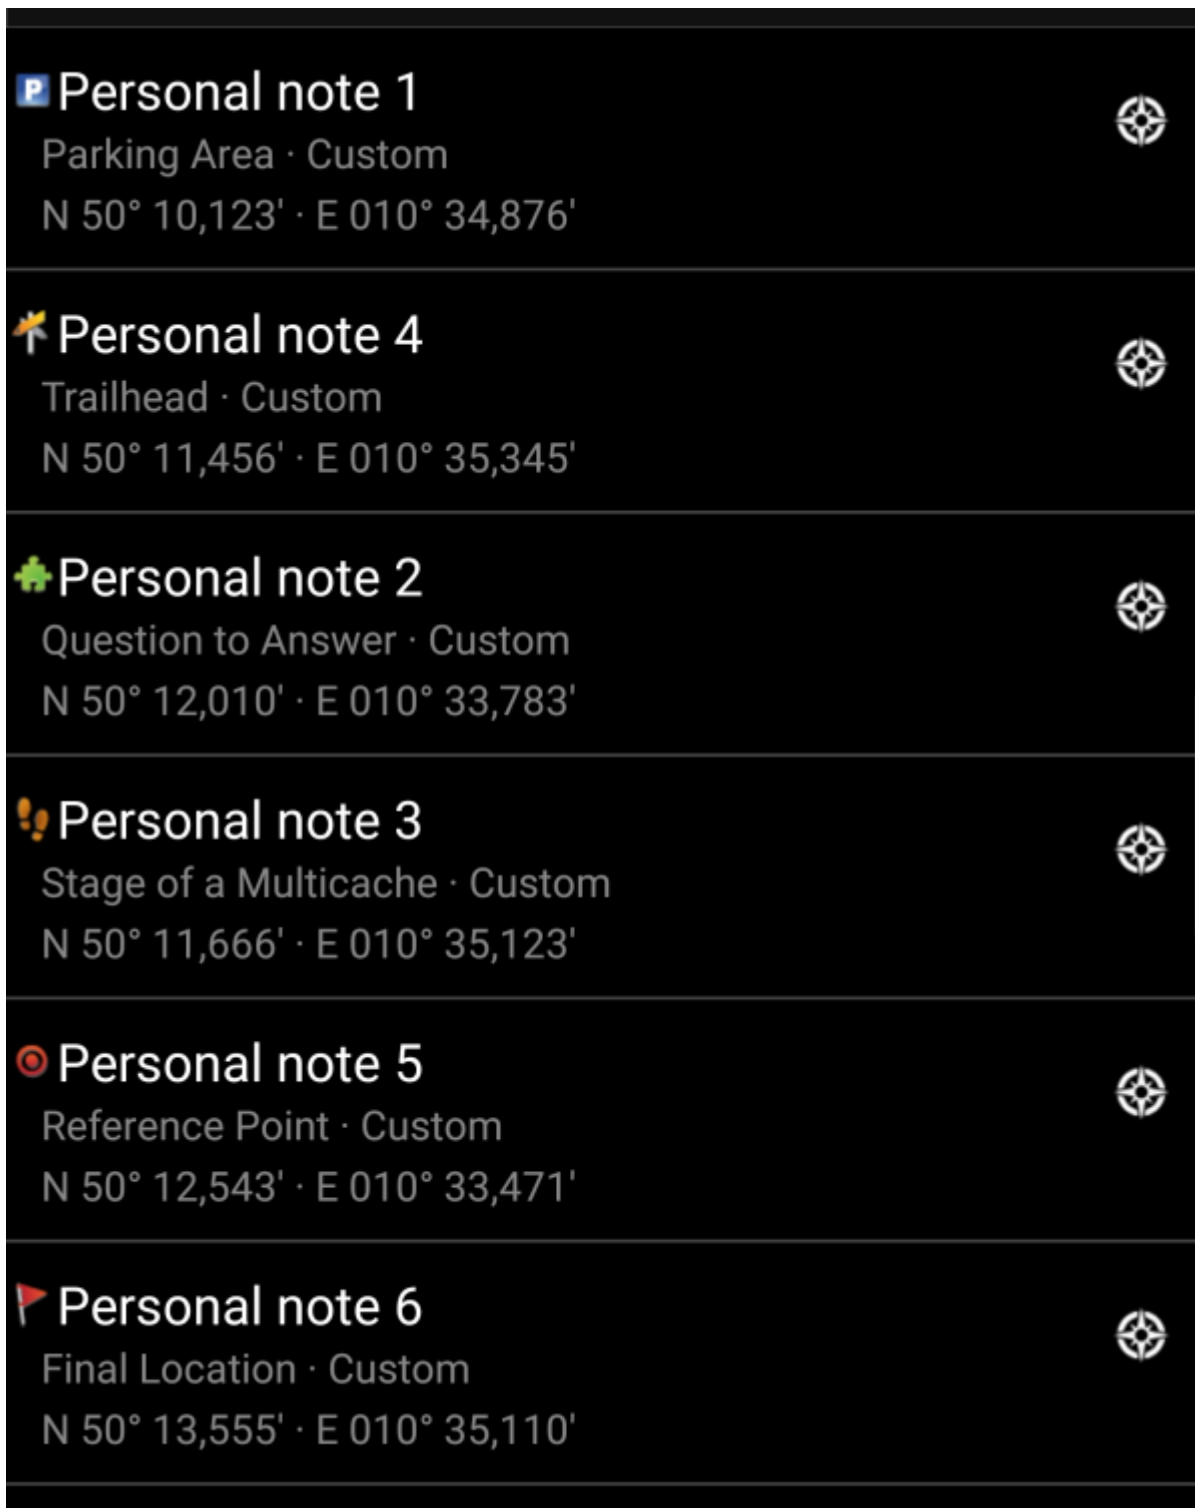 Personal note 1
Parking Area · Custom
N 50° 10,123' · E 010° 34,876'
Personal note 4
Trailhead · Custom
N 50° 11,456' · E 010° 35,345'
Personal note 2
Question to Answer · Custom
N 50° 12,010' · E 010° 33,783'
Personal note 3
Stage of a Multicache · Custom
N 50° 11,666' · E 010° 35,123'
Personal note 5
Reference Point · Custom
N 50° 12,543' · E 010° 33,471'
Personal note 6
Final Location · Custom
N 50° 13,555' · E 010° 35,110'